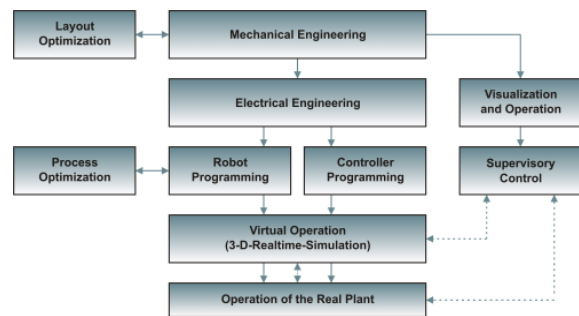 Layout
Optimization
Mechanical Engineering
Electrical Engineering
Visualization
and Operation
Process
Optimization
Robot
Programming
Controller
Programming
Supervisory
Control
Virtual Operation
(3-D-Realtime-Simulation)
Operation of the Real Plant